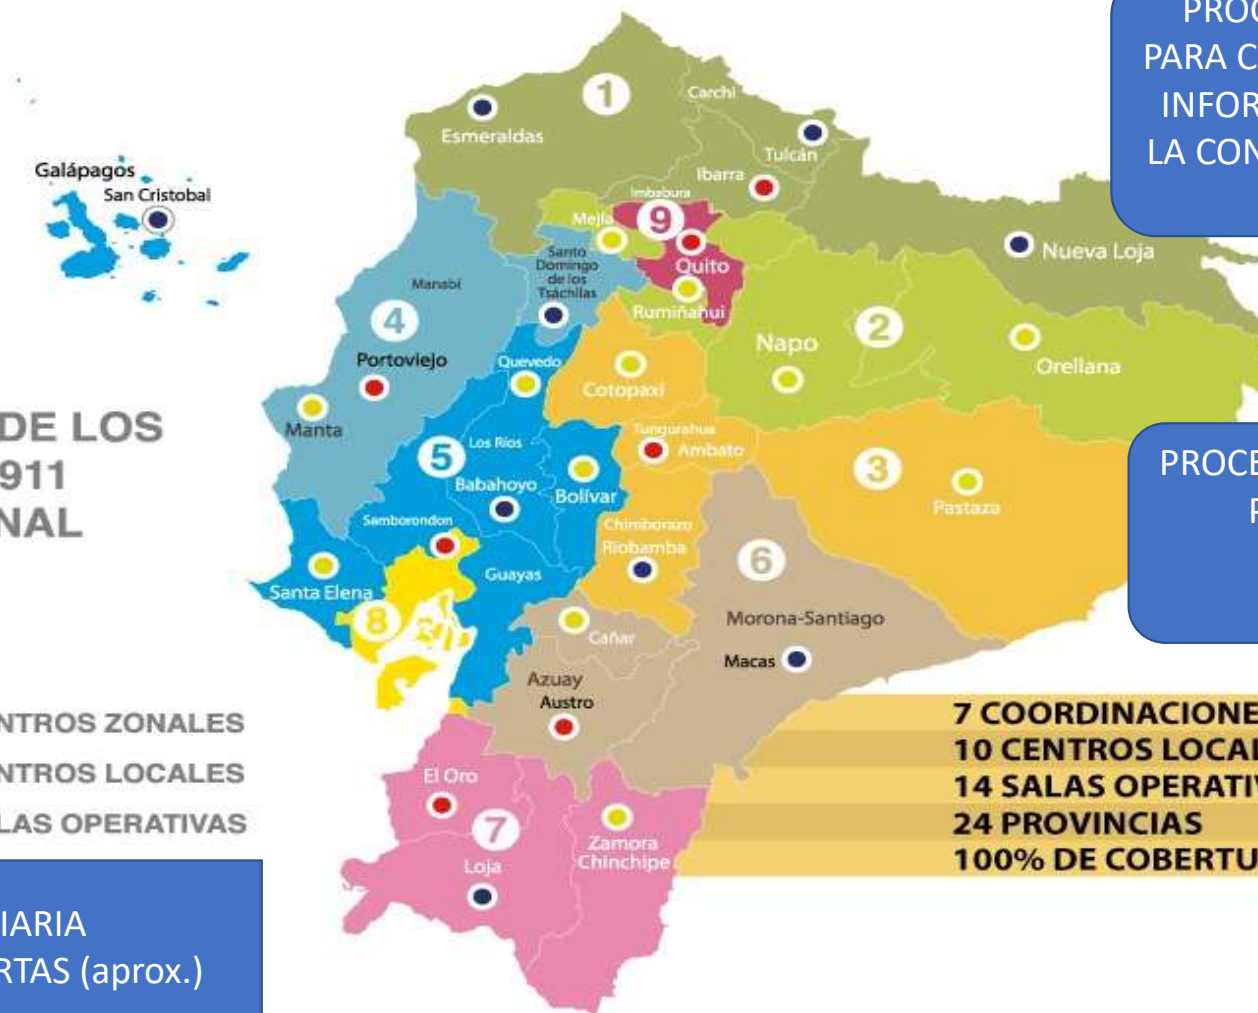 PARA C
INFOR
LA CON
Galápagos
San Cristobal
1
Carchi
Esmeraldas
Tulcán
Ibarra
Imbabura
Mejía
9
Quito
Nueva Loja
Santo
Domingo
de los
Tsáchilas
Rumiñahui
Manabí
4
Portoviejo
Manta
Quevedo
Cotopaxi
Napo
2
Orellana
DE LOS
911
NAL
Los Ríos
5
Babahoyo
Bolívar
Tungurahua
Ambato
3
Pastaza
PROCE
Samborondon
Guayas
Chimborazo
Riobamba
Santa Elena
8
6
Morona-Santiago
Macas
Cañar
Azuay
Austro
NTROS ZONALES
NTROS LOCALES
LAS OPERATIVAS
El Oro
7
Loja
Zamora
Chinchipe
7 COORDINACIONE
10 CENTROS LOCAL
14 SALAS OPERATIV
24 PROVINCIAS
100% DE COBERTU
IARIA
RTAS (aprox.)